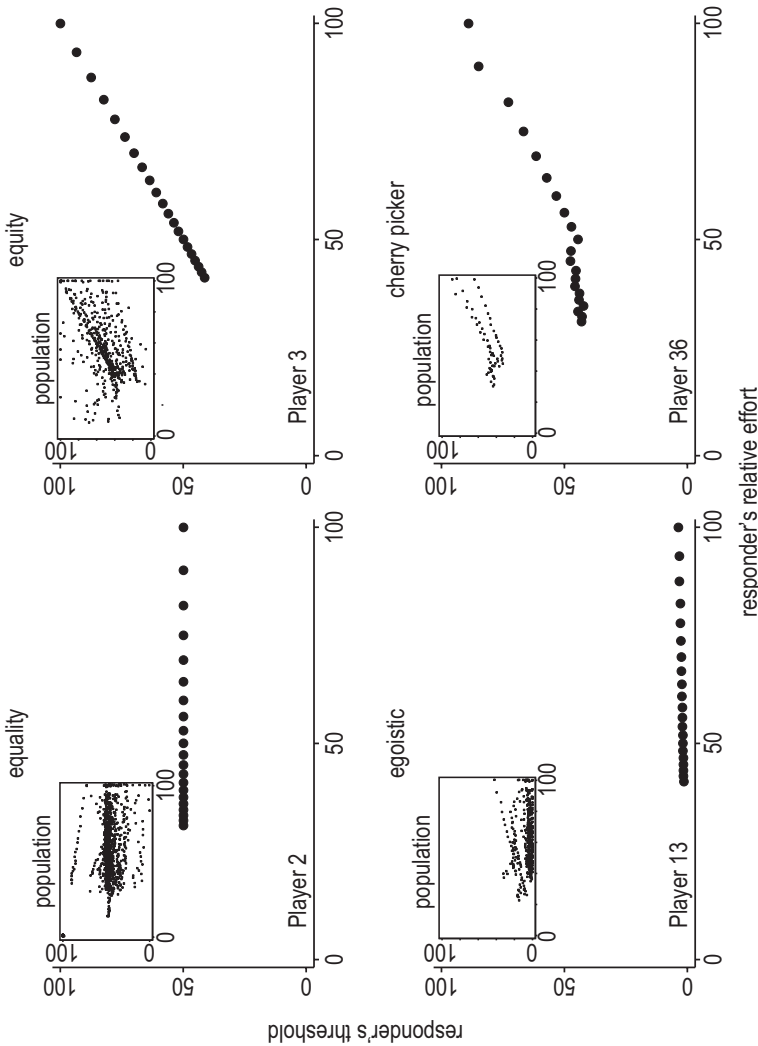 responder's threshold
equality
population
100
0
0
100
Player 2
100
50
0
0
50
100
equity
population
100
0
0
100
Player 3
100
50
0
0
50
100
egoistic
population
100
0
0
100
Player 13
100
50
0
0
50
100
cherry picker
population
100
0
0
100
Player 36
100
50
0
0
50
100
responder's relative effort